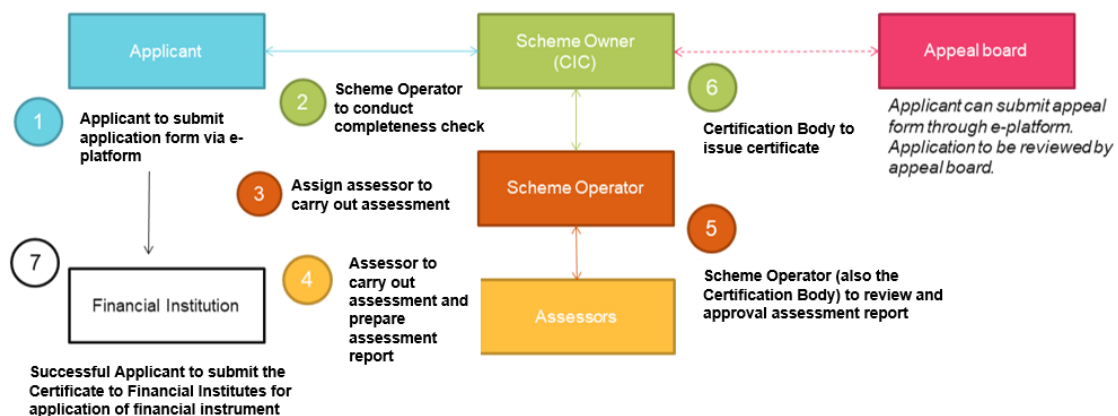 Applicant
Scheme Owner
(CIC)
Appeal board
1
Applicant to submit
application form via e-
platform
2
Scheme Operator
to conduct
completeness check
6
Certification Body to
issue certificate
Applicant can submit appeal
form through e-platform.
Application to be reviewed by
appeal board.
3
Assign assessor to
carry out assessment
Scheme Operator
5
Scheme Operator (also the
Certification Body) to review and
approval assessment report
7
Financial Institution
4
Assessor to
carry out
assessment and
prepare
assessment
report
Assessors
Successful Applicant to submit the
Certificate to Financial Institutes for
application of financial instrument